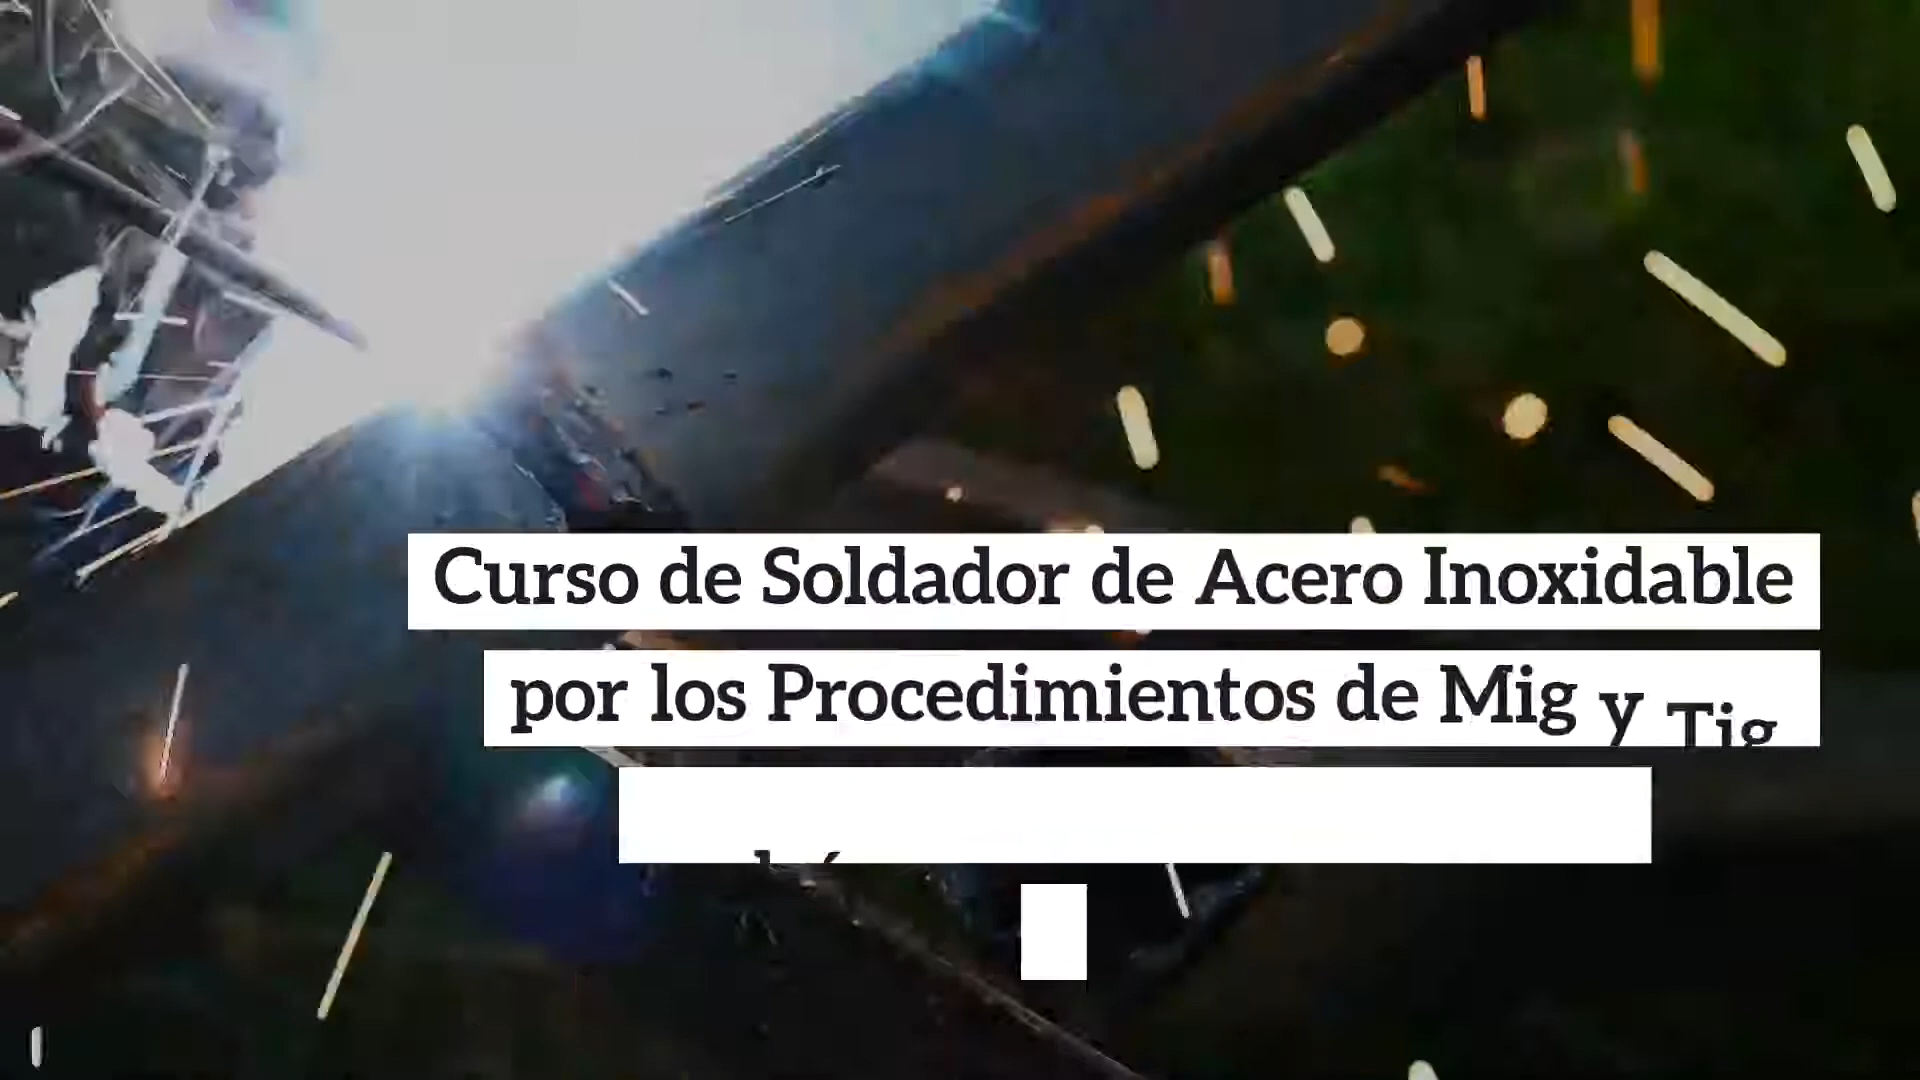 Curso de Soldador de Acero Inoxidable
por los Procedimientos de Mig y Tig